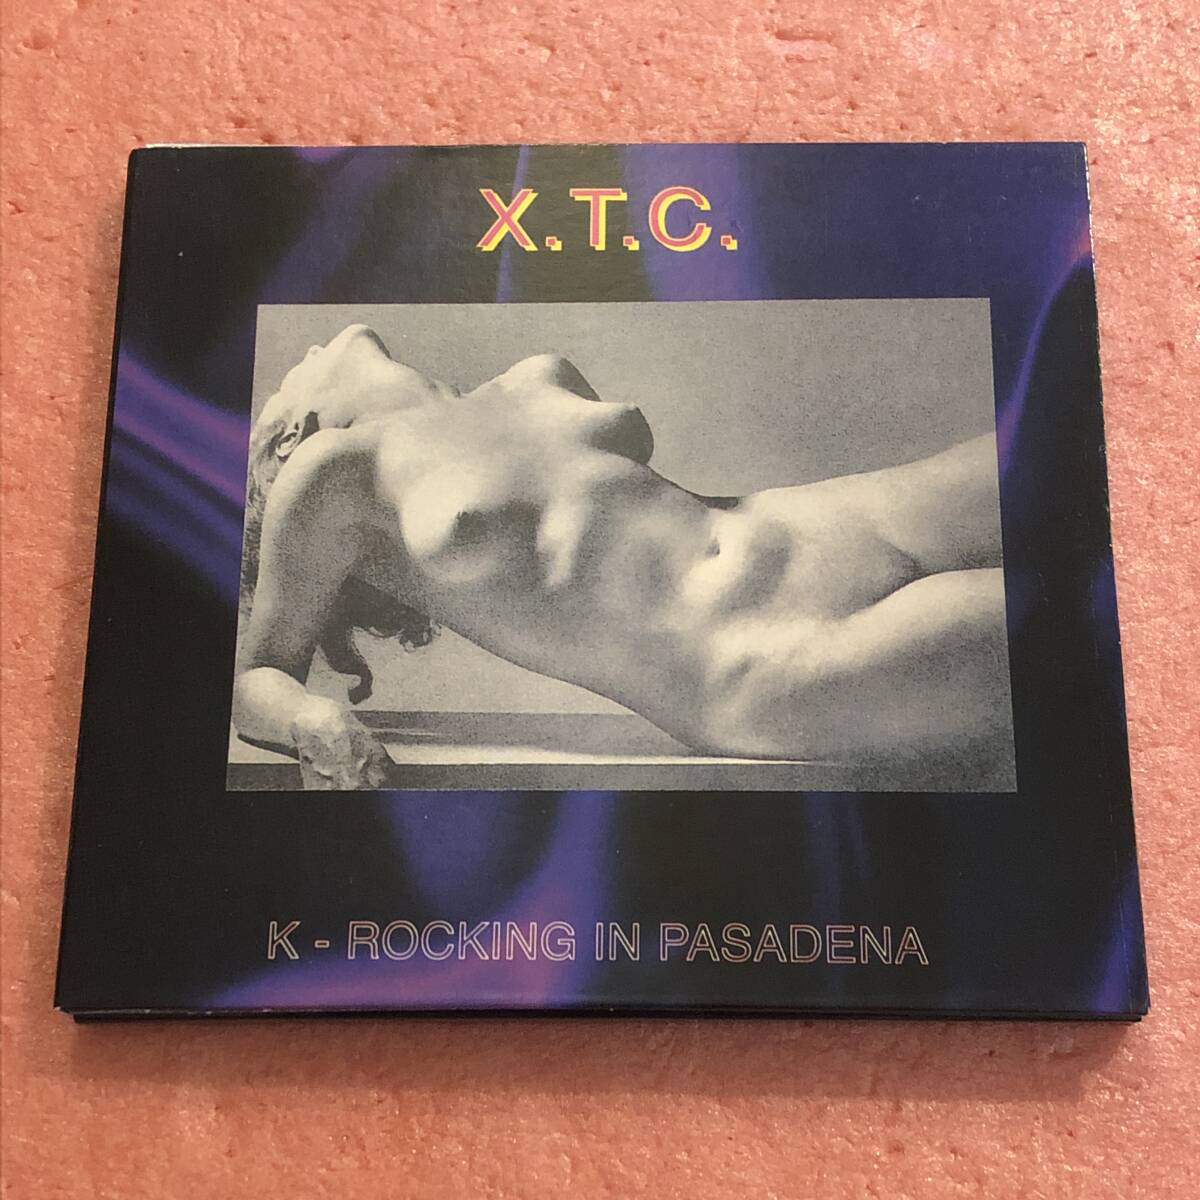 X.T.C.
K - ROCKING IN PASADENA